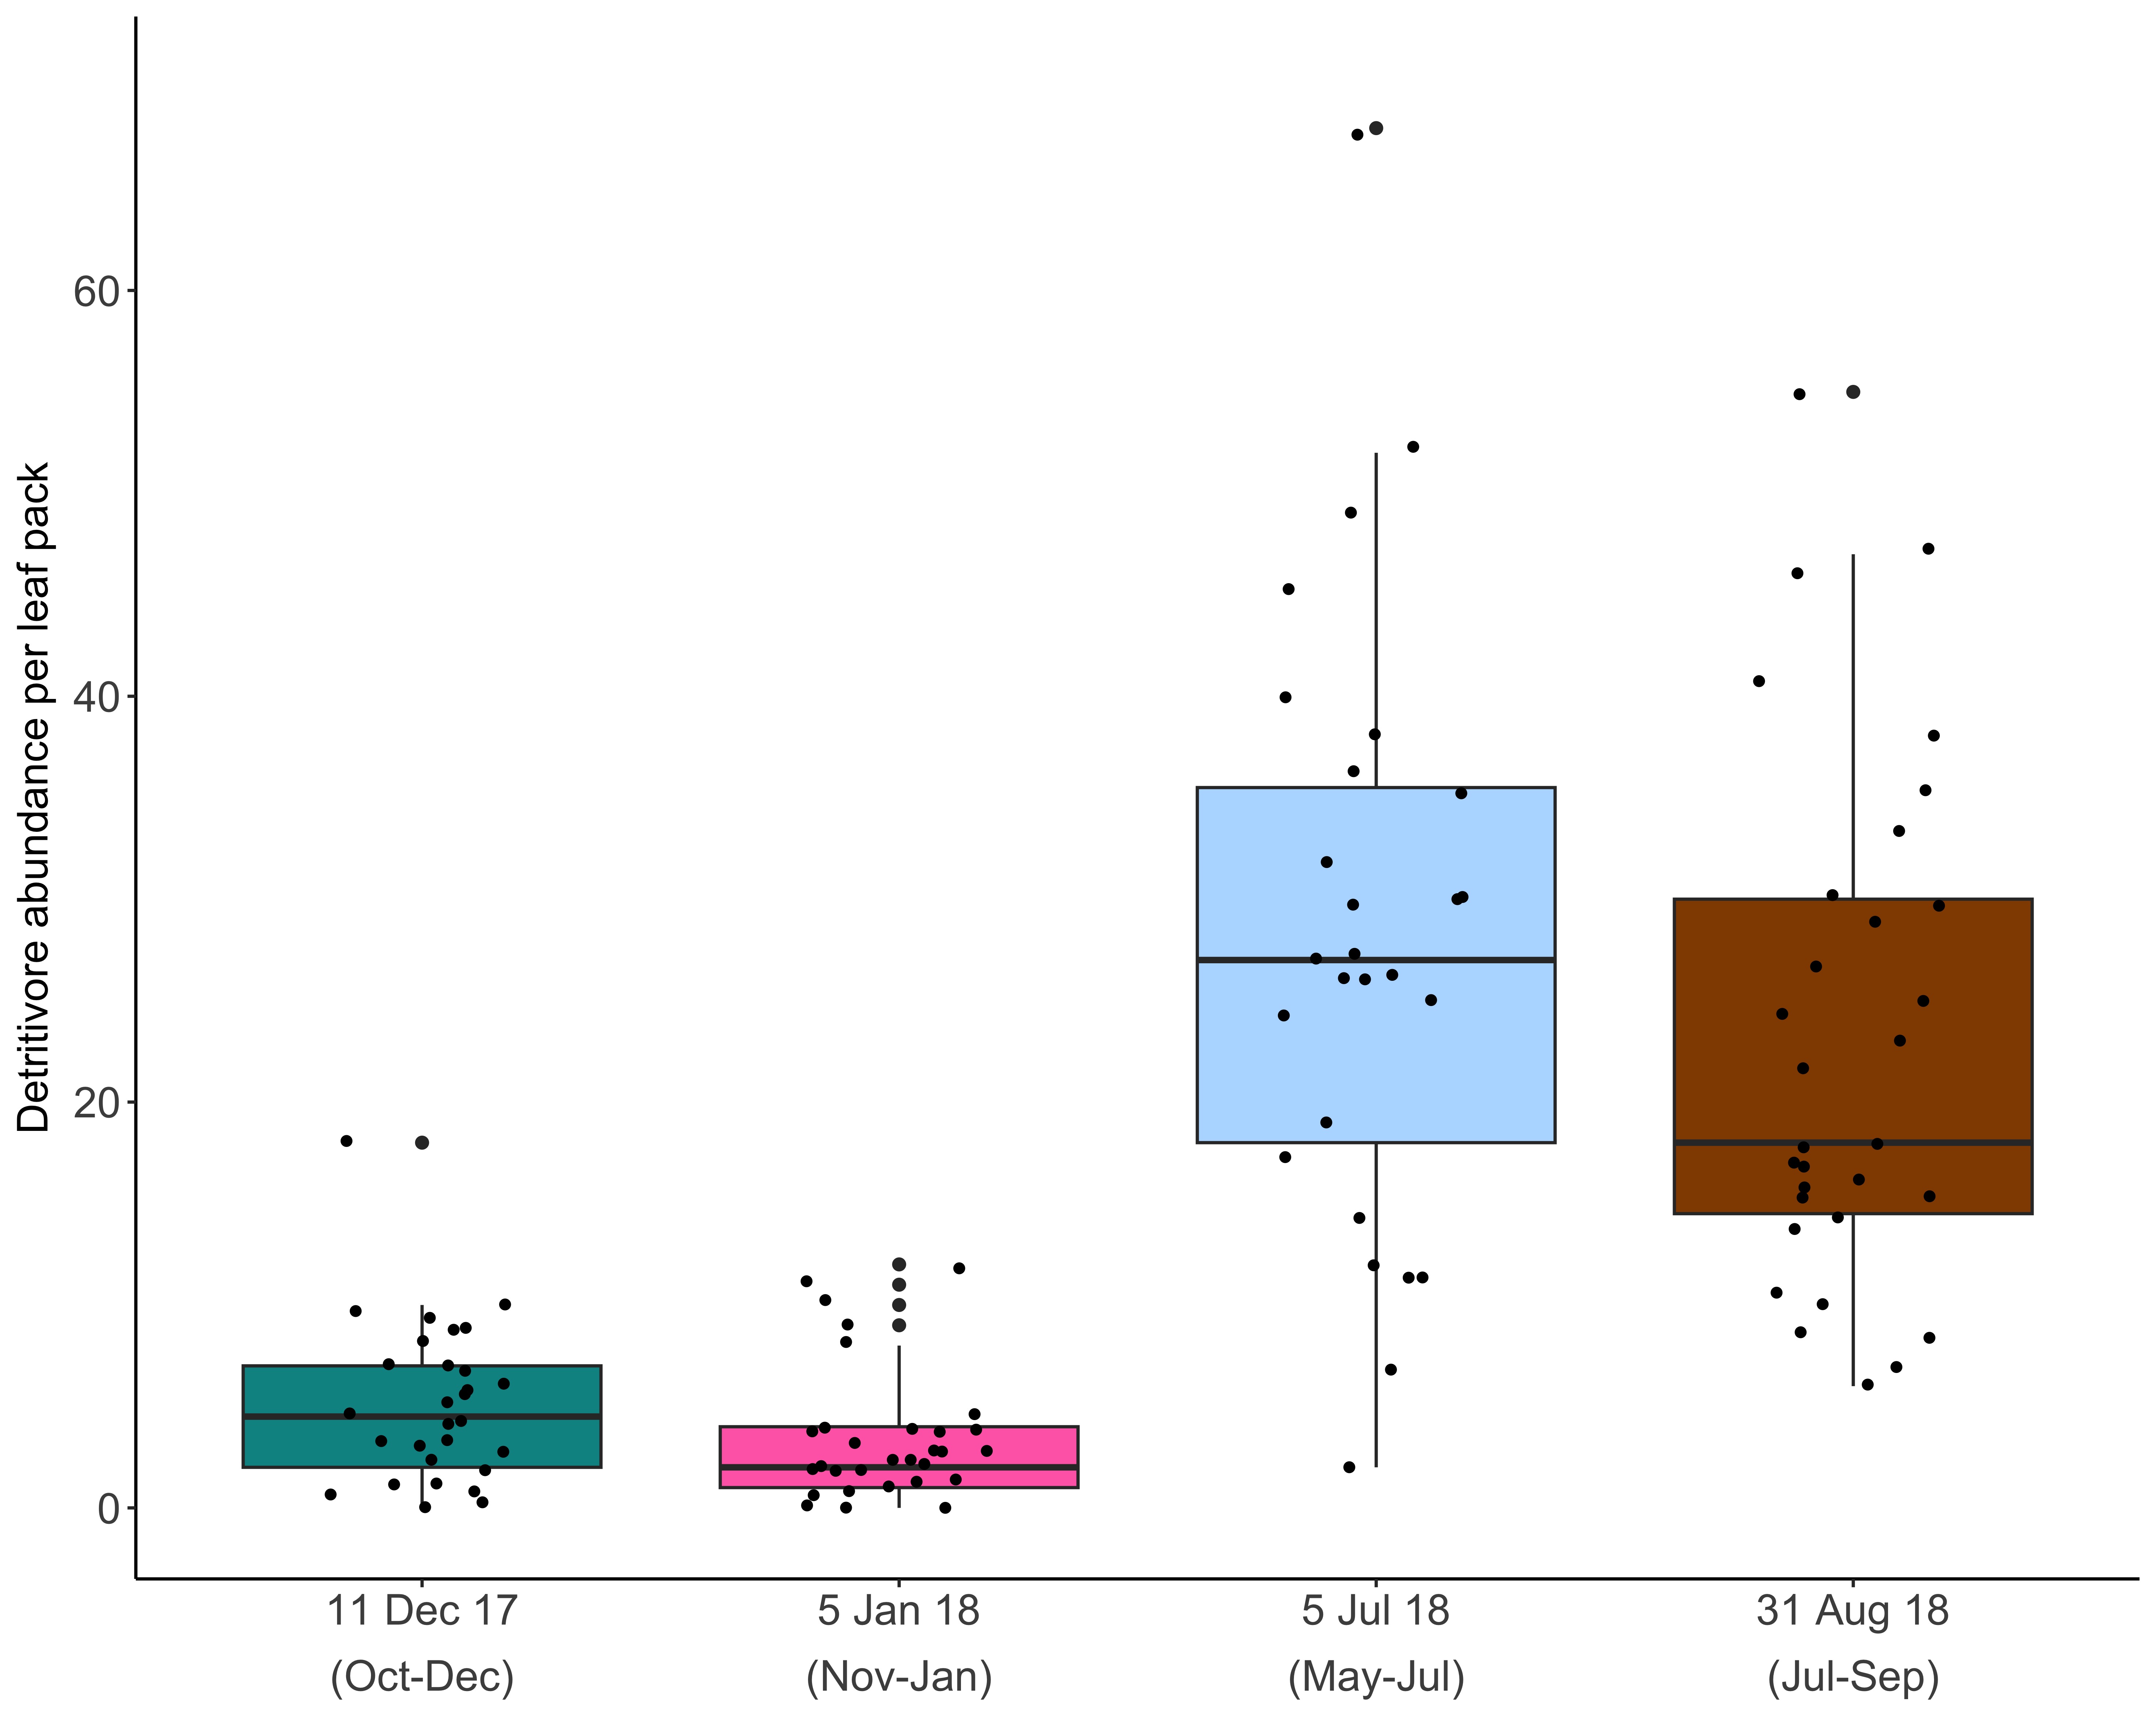 Detritivore abundance per leaf pack
60
40
20
0
11 Dec 17
(Oct-Dec)
5 Jan 18
(Nov-Jan)
5 Jul 18
(May-Jul)
31 Aug 18
(Jul-Sep)